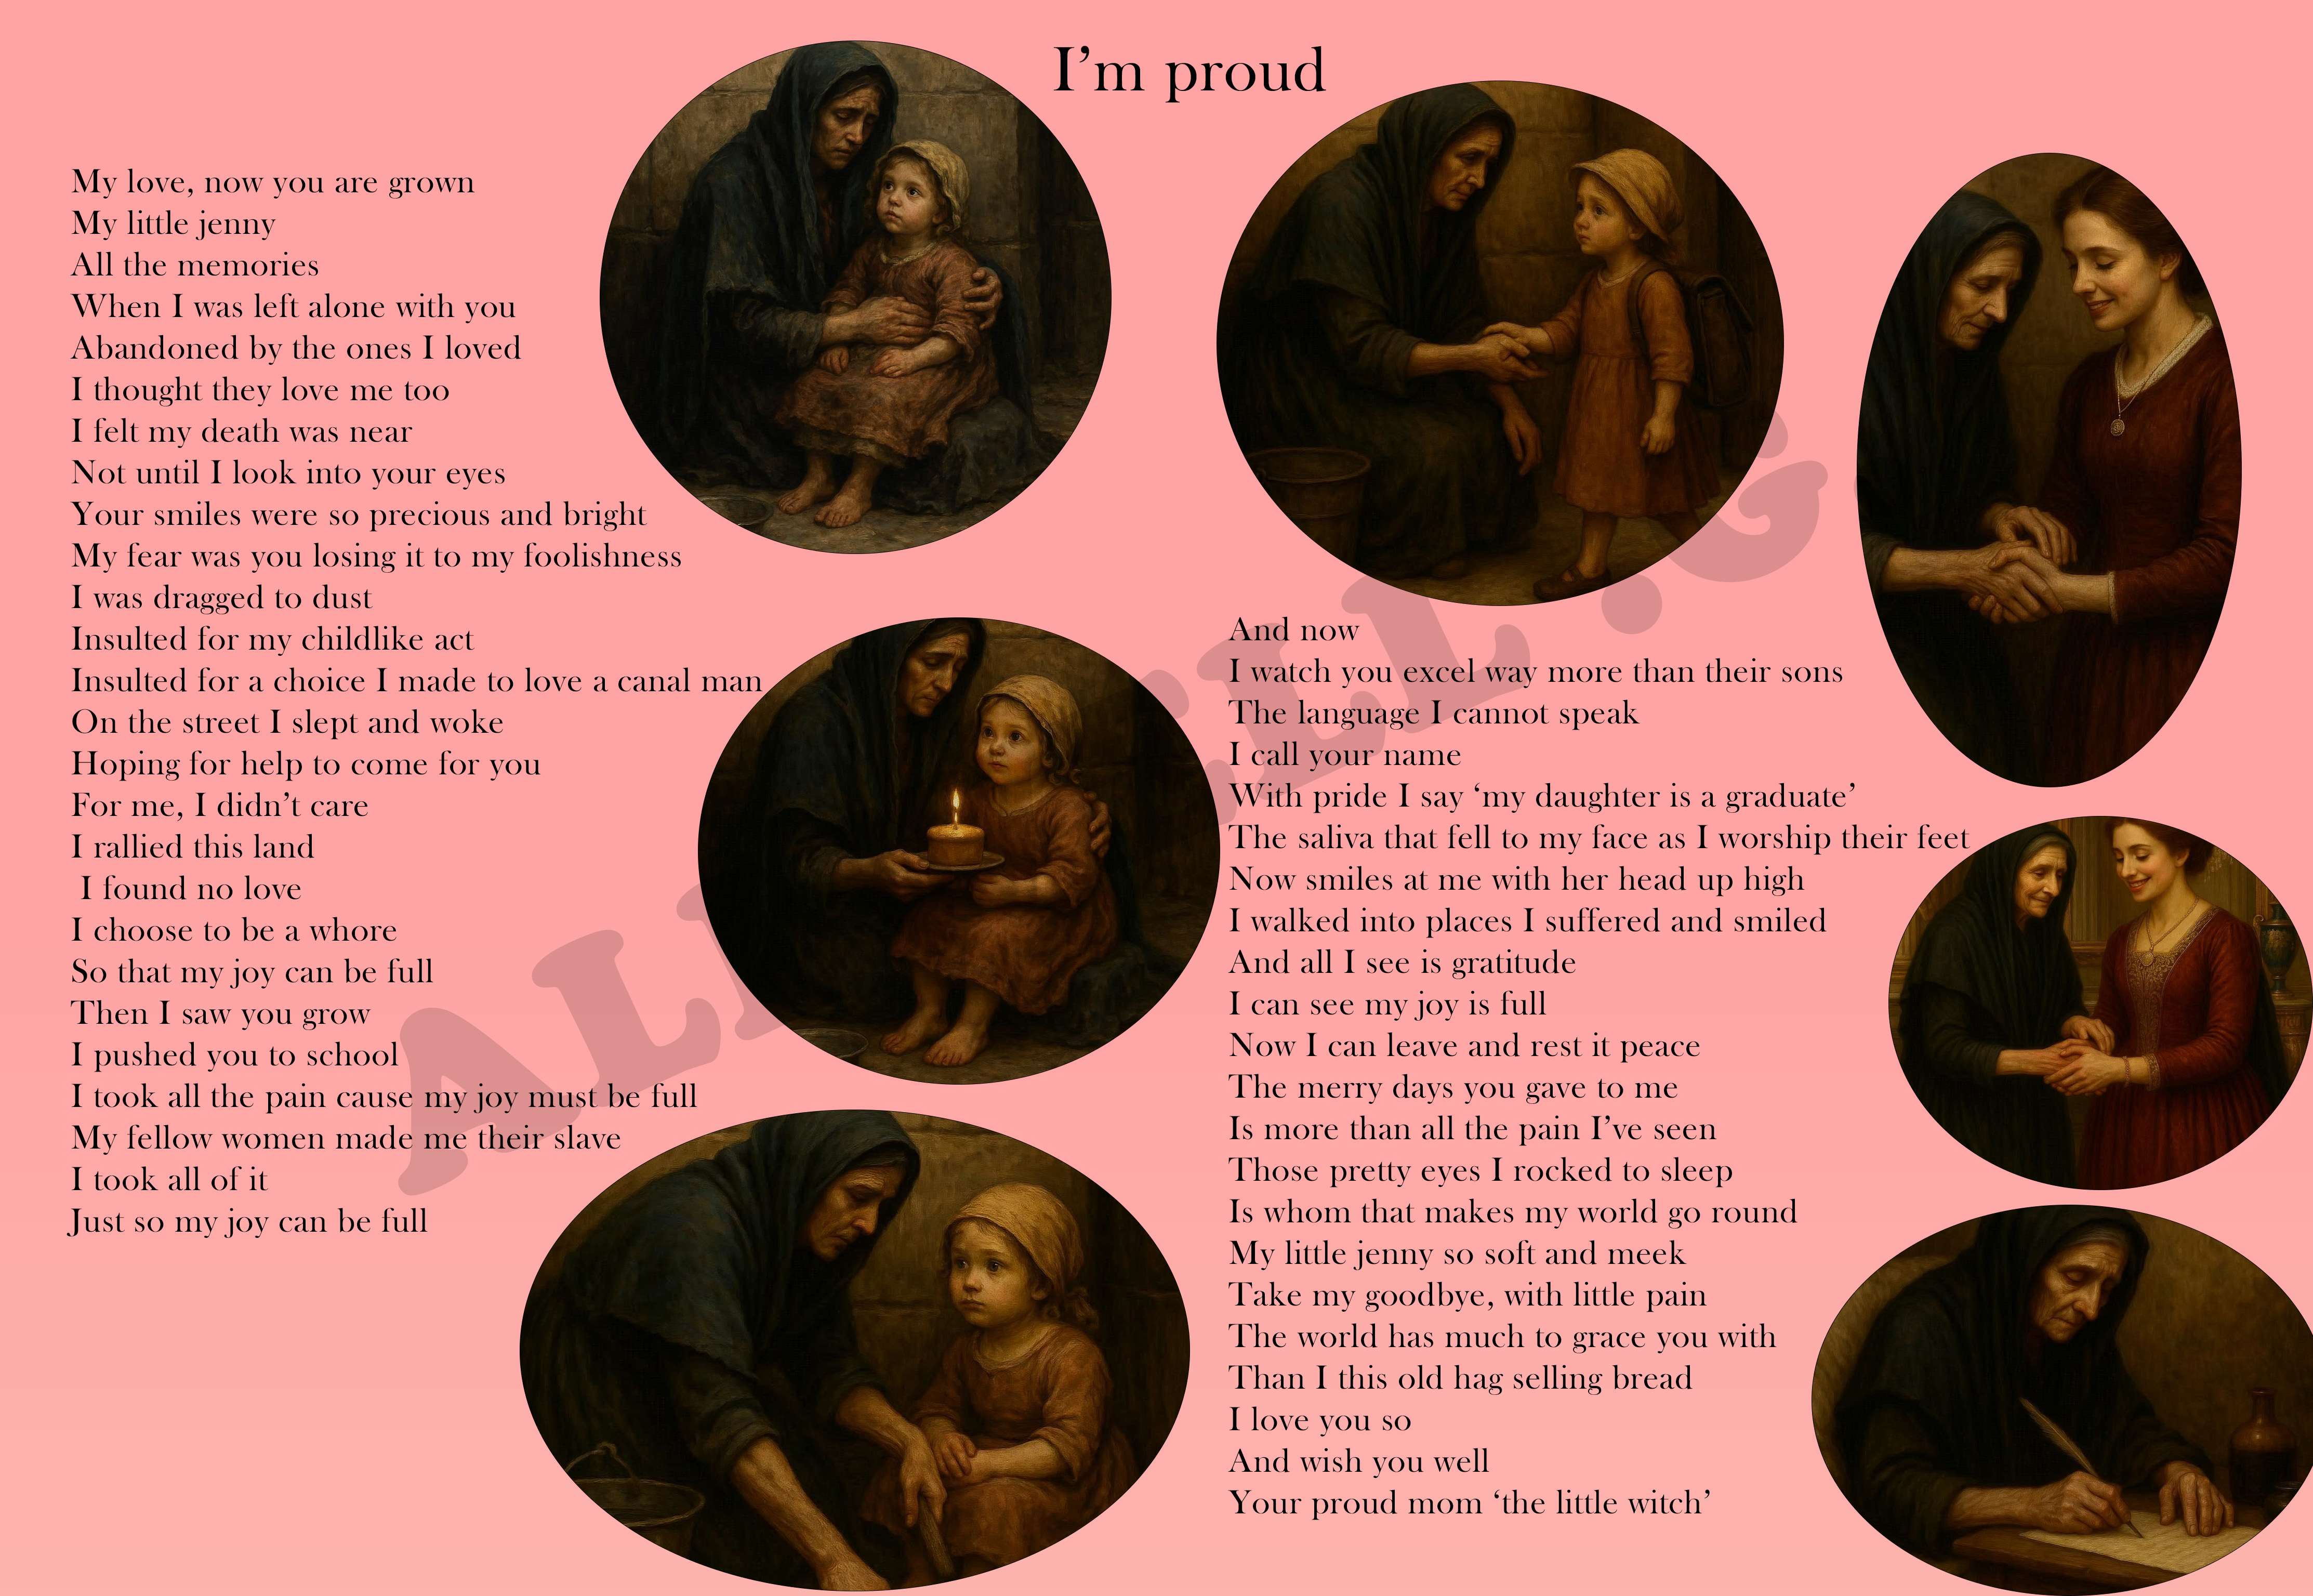 I’m proud
My love, now you are grown
My little jenny
All the memories
When I was left alone with you
Abandoned by the ones I loved
I thought they love me too
I felt my death was near
Not until I look into your eyes
Your smiles were so precious and bright
My fear was you losing it to my foolishness
I was dragged to dust
Insulted for my childlike act
Insulted for a choice I made to love a canal man
On the street I slept and woke
Hoping for help to come for you
For me, I didn’t care
I rallied this land
I found no love
I choose to be a whore
So that my joy can be full
Then I saw you grow
I pushed you to school
I took all the pain cause my joy must be full
My fellow women made me their slave
I took all of it
Just so my joy can be full
And now
I watch you excel way more than their sons
The language I cannot speak
I call your name
With pride I say ‘my daughter is a graduate’
The saliva that fell to my face as I worship their feet
Now smiles at me with her head up high
I walked into places I suffered and smiled
And all I see is gratitude
I can see my joy is full
Now I can leave and rest it peace
The merry days you gave to me
Is more than all the pain I’ve seen
Those pretty eyes I rocked to sleep
Is whom that makes my world go round
My little jenny so soft and meek
Take my goodbye, with little pain
The world has much to grace you with
Than I this old hag selling bread
I love you so
And wish you well
Your proud mom ‘the little witch’